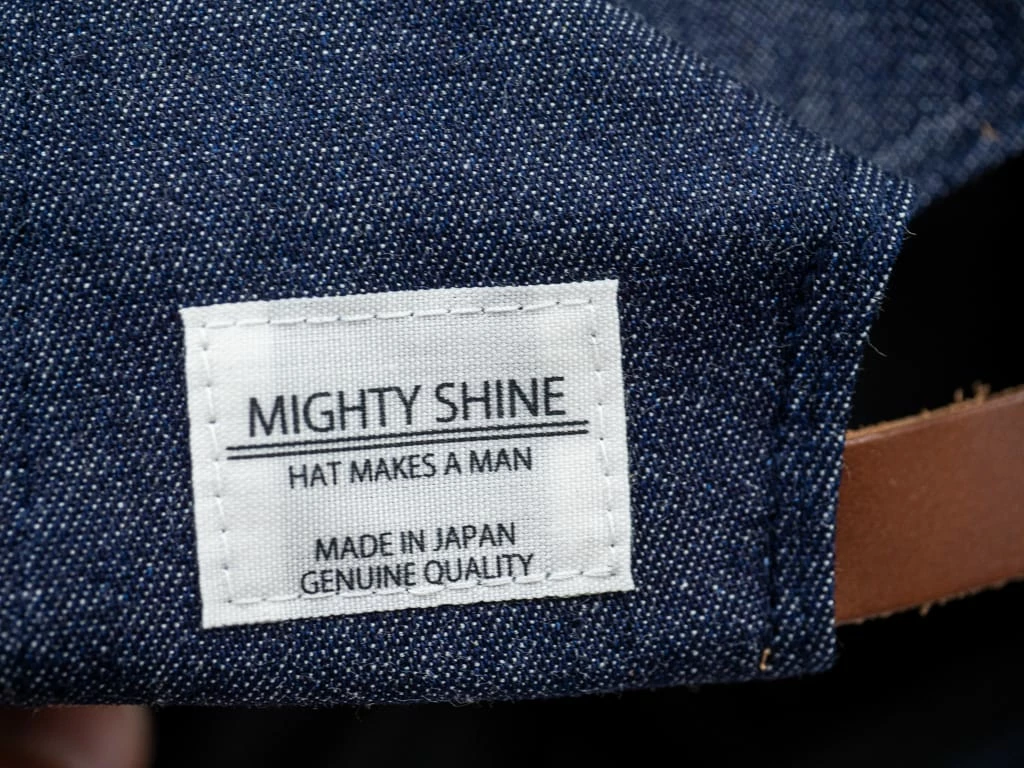 MIGHTY SHINE
HAT MAKES A MAN
MADE IN JAPAN
GENUINE QUALITY